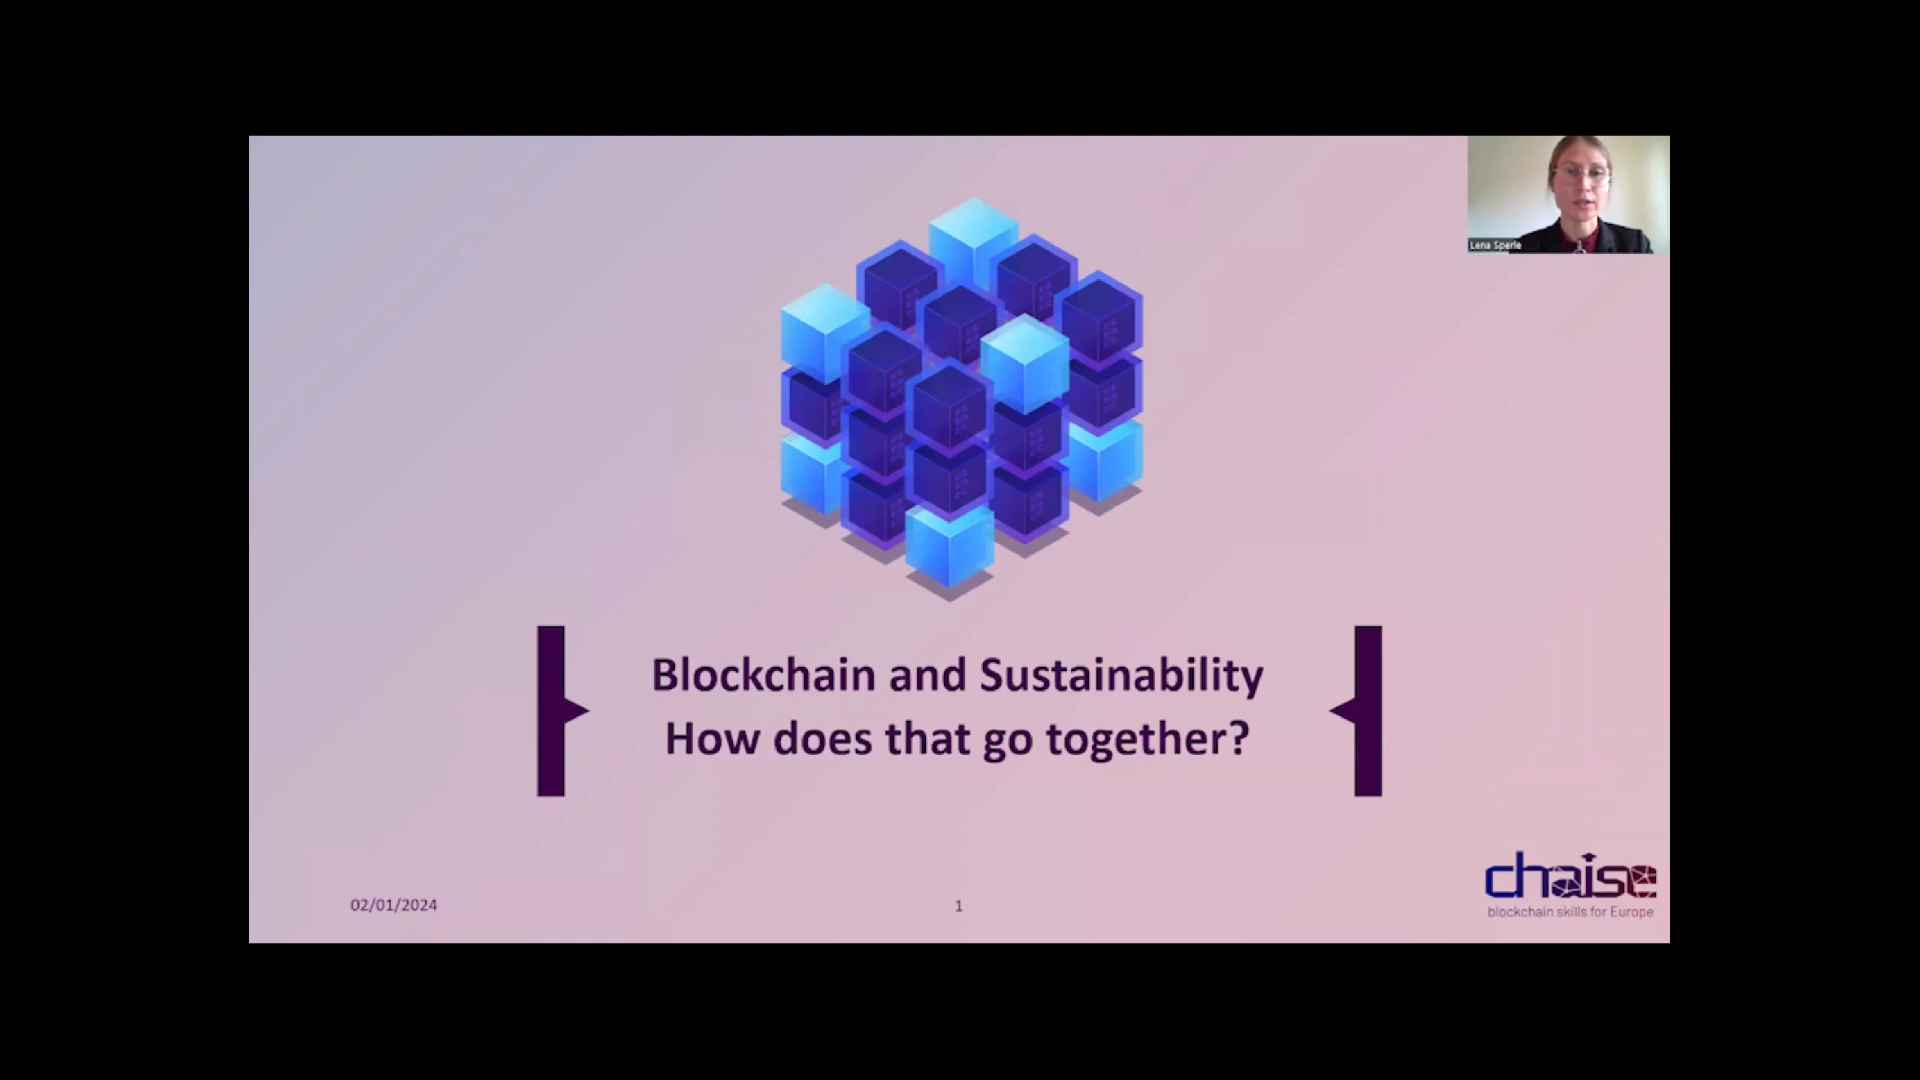 Lena Sperle
Blockchain and Sustainability
How does that go together?
02/01/2024
1
chaise
blockchain skills for Europe